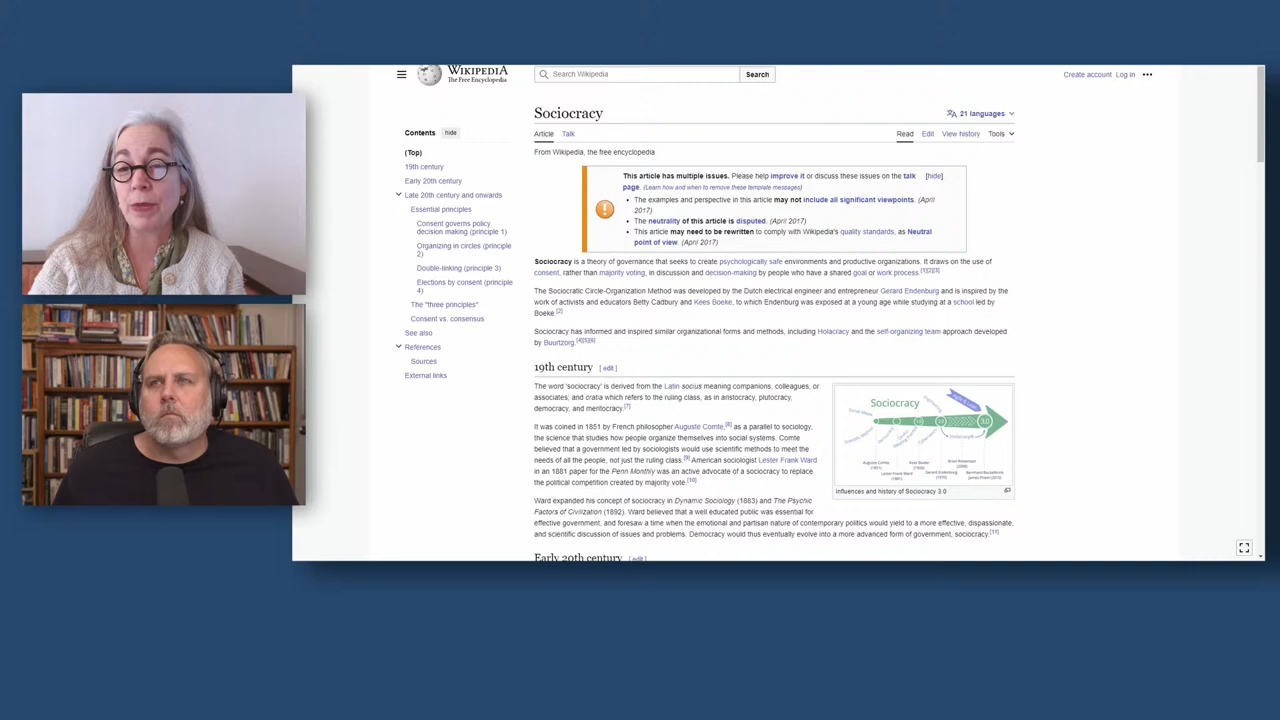 WIKIPEDIA
The Free Encyclopedia
Search Wikipedia
Search
Create account Log in
Contents hide
(Top)
19th century
Early 20th century
Late 20th century and onwards
Essential principles
Consent governs policy
decision making (principle 1)
Organizing in circles (principle
2)
Double-linking (principle 3)
Elections by consent (principle
4)
The "three principles"
Consent vs. consensus
See also
References
Sources
External links
Sociocracy
21 languages
Article Talk
Read Edit View history Tools
From Wikipedia, the free encyclopedia
This article has multiple issues. Please help improve it or discuss these issues on the talk [hide]
page. (Learn how and when to remove these template messages)
• The examples and perspective in this article may not include all significant viewpoints. (April
2017)
• The neutrality of this article is disputed. (April 2017)
• This article may need to be rewritten to comply with Wikipedia's quality standards, as Neutral
point of view. (April 2017)
Sociocracy is a theory of governance that seeks to create psychologically safe environments and productive organizations. It draws on the use of
consent, rather than majority voting, in discussion and decision-making by people who have a shared goal or work process.[1][2][3]
The Sociocratic Circle-Organization Method was developed by the Dutch electrical engineer and entrepreneur Gerard Endenburg and is inspired by the
work of activists and educators Betty Cadbury and Kees Boeke, to which Endenburg was exposed at a young age while studying at a school led by
Boeke.[2]
Sociocracy has informed and inspired similar organizational forms and methods, including Holacracy and the self-organizing team approach developed
by Buurtzorg.[4][5][6]
19th century [ edit ]
The word 'sociocracy' is derived from the Latin socius meaning companions, colleagues, or
associates; and cratia which refers to the ruling class, as in aristocracy, plutocracy,
democracy, and meritocracy.[7]
It was coined in 1851 by French philosopher Auguste Comte,[8] as a parallel to sociology,
the science that studies how people organize themselves into social systems. Comte
believed that a government led by sociologists would use scientific methods to meet the
needs of all the people, not just the ruling class.[9] American sociologist Lester Frank Ward
in an 1881 paper for the Penn Monthly was an active advocate of a sociocracy to replace
the political competition created by majority vote.[10]
Ward expanded his concept of sociocracy in Dynamic Sociology (1883) and The Psychic
Factors of Civilization (1892). Ward believed that a well educated public was essential for
effective government, and foresaw a time when the emotional and partisan nature of contemporary politics would yield to a more effective, dispassionate,
and scientific discussion of issues and problems. Democracy would thus eventually evolve into a more advanced form of government, sociocracy.[11]
Sociocracy
3.0
Influences and history of Sociocracy 3.0
Early 20th century [ edit ]